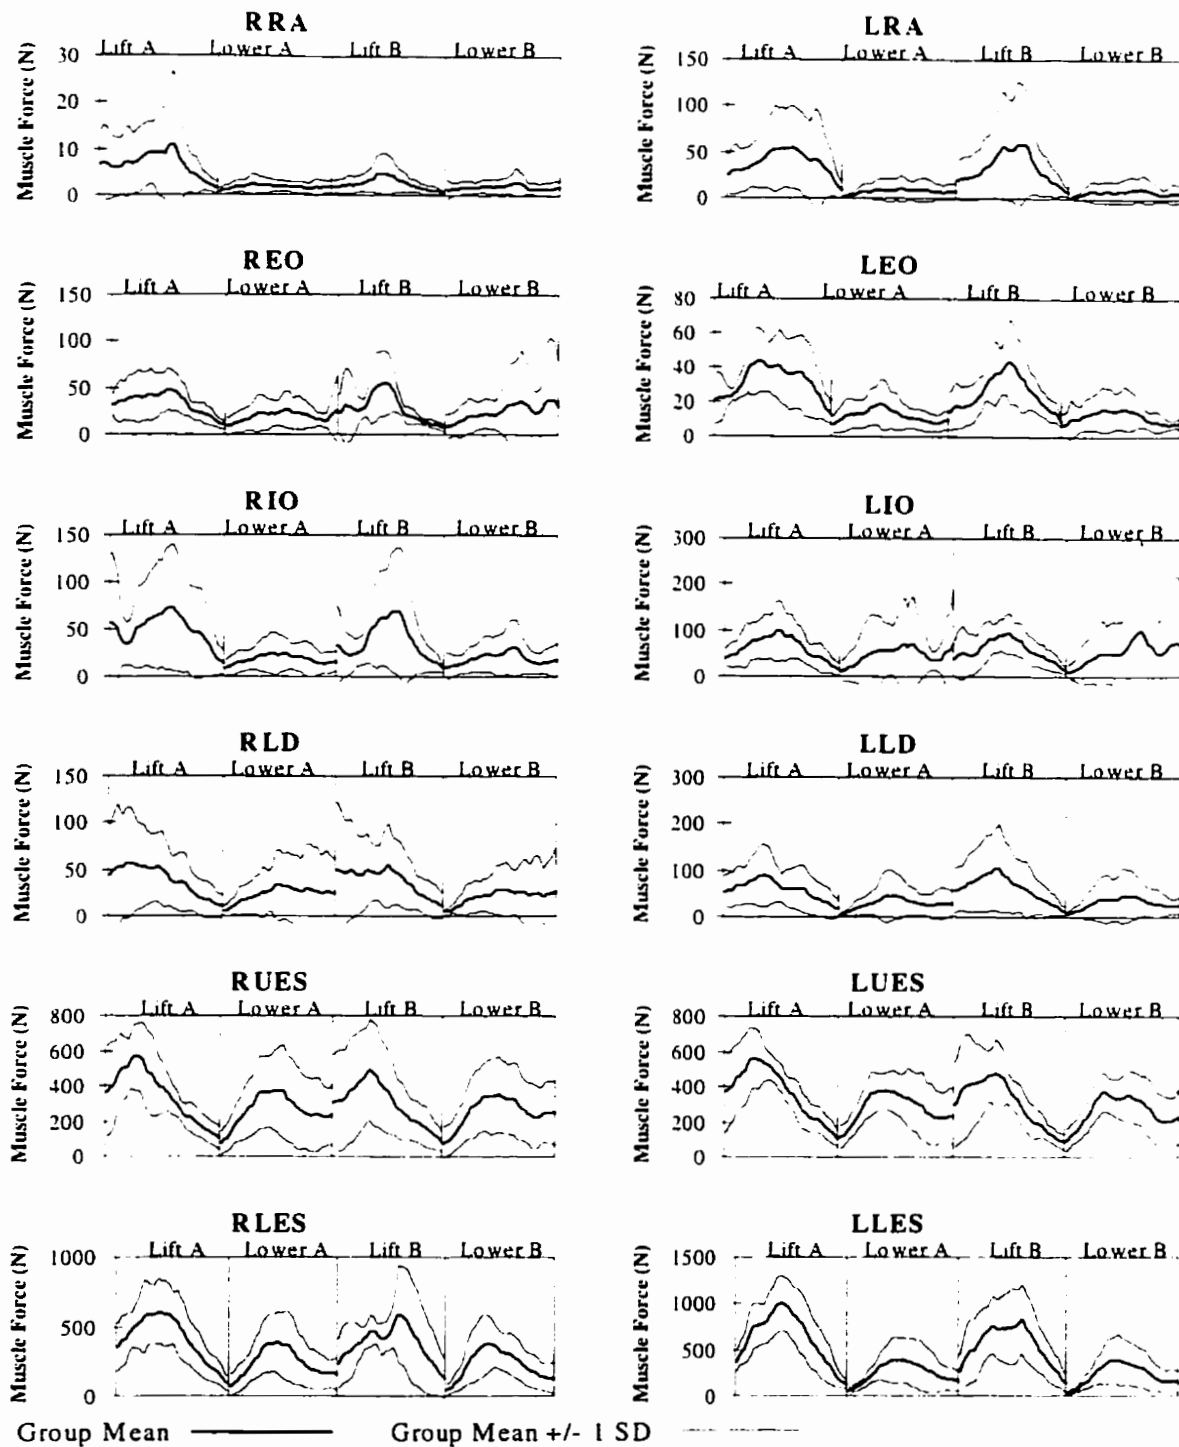 RRA
Lift A Lower A Lift B Lower B
Muscle Force (N)
30
20
10
0
LRA
Lift A Lower A Lift B Lower B
Muscle Force (N)
150
100
50
0
REO
Lift A Lower A Lift B Lower B
Muscle Force (N)
150
100
50
0
LEO
Lift A Lower A Lift B Lower B
Muscle Force (N)
80
60
40
20
0
RIO
Lift A Lower A Lift B Lower B
Muscle Force (N)
150
100
50
0
LIO
Lift A Lower A Lift B Lower B
Muscle Force (N)
300
200
100
0
RLD
Lift A Lower A Lift B Lower B
Muscle Force (N)
150
100
50
0
LLD
Lift A Lower A Lift B Lower B
Muscle Force (N)
300
200
100
0
RUES
Lift A Lower A Lift B Lower B
Muscle Force (N)
800
600
400
200
0
LUES
Lift A Lower A Lift B Lower B
Muscle Force (N)
800
600
400
200
0
RLES
Lift A Lower A Lift B Lower B
Muscle Force (N)
1000
500
0
LLES
Lift A Lower A Lift B Lower B
Muscle Force (N)
1500
1000
500
0
Group Mean Group Mean +/- 1 SD